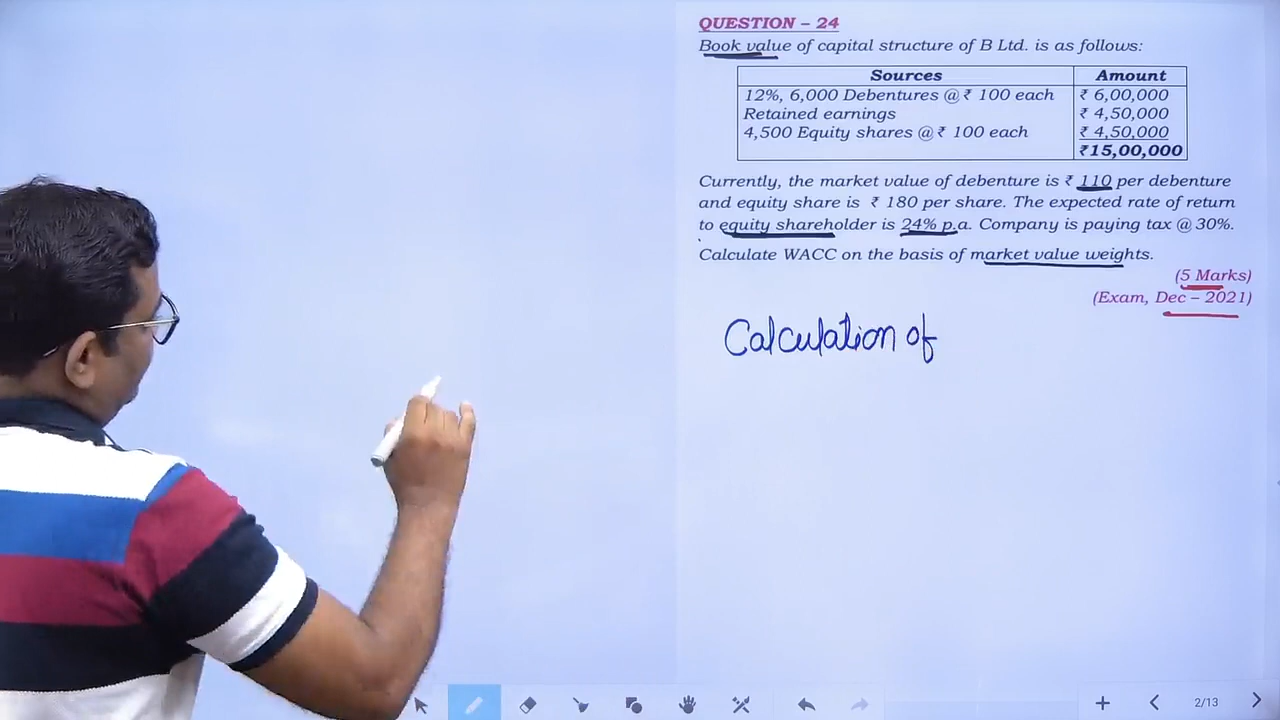 QUESTION – 24
Book value of capital structure of B Ltd. is as follows:
Sources Amount
12%, 6,000 Debentures @ ₹ 100 each ₹ 6,00,000
Retained earnings ₹ 4,50,000
4,500 Equity shares @ ₹ 100 each ₹ 4,50,000
₹15,00,000
Currently, the market value of debenture is ₹ 110 per debenture
and equity share is ₹ 180 per share. The expected rate of return
to equity shareholder is 24% p.a. Company is paying tax @ 30%.
Calculate WACC on the basis of market value weights.
(5 Marks)
(Exam, Dec – 2021)
Calculation of
2/13